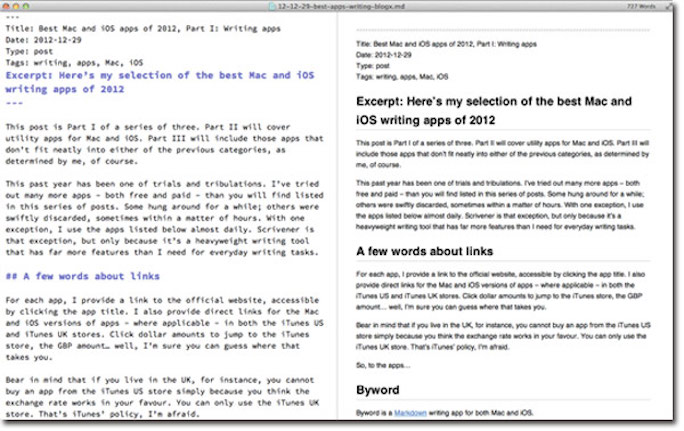 12-12-29-best-apps-writing-blogx.md
727 Words
---
Title: Best Mac and iOS apps of 2012, Part I: Writing apps
Date: 2012-12-29
Type: post
Tags: writing, apps, Mac, iOS
Excerpt: Here's my selection of the best Mac and iOS
writing apps of 2012
---
This post is Part I of a series of three. Part II will cover
utility apps for Mac and iOS. Part III will include those apps that
don't fit neatly into either of the previous categories, as
determined by me, of course.
This past year has been one of trials and tribulations. I've tried
out many more apps – both free and paid – than you will find listed
in this series of posts. Some hung around for a while; others were
swiftly discarded, sometimes within a matter of hours. With one
exception, I use the apps listed below almost daily. Scrivener is
that exception, but only because it's a heavyweight writing tool
that has far more features than I need for everyday writing tasks.
## A few words about links
For each app, I provide a link to the official website, accessible
by clicking the app title. I also provide direct links for the Mac
and iOS versions of apps – where applicable – in both the iTunes US
and iTunes UK stores. Click dollar amounts to jump to the iTunes US
store, the GBP amount… well, I'm sure you can guess where that
takes you.
Bear in mind that if you live in the UK, for instance, you cannot
buy an app from the iTunes US store simply because you think the
exchange rate works in your favour. You can only use the iTunes UK
store. That's iTunes' policy, I'm afraid.
Title: Best Mac and iOS apps of 2012, Part I: Writing apps
Date: 2012-12-29
Type: post
Tags: writing, apps, Mac, iOS
Excerpt: Here's my selection of the best Mac and
iOS writing apps of 2012
This post is Part I of a series of three. Part II will cover utility apps for Mac and iOS. Part III will
include those apps that don't fit neatly into either of the previous categories, as determined by
me, of course.
This past year has been one of trials and tribulations. I've tried out many more apps – both free
and paid – than you will find listed in this series of posts. Some hung around for a while; others
were swiftly discarded, sometimes within a matter of hours. With one exception, I use the
apps listed below almost daily. Scrivener is that exception, but only because it's a
heavyweight writing tool that has far more features than I need for everyday writing tasks.
A few words about links
For each app, I provide a link to the official website, accessible by clicking the app title. I also
provide direct links for the Mac and iOS versions of apps – where applicable – in both the
iTunes US and iTunes UK stores. Click dollar amounts to jump to the iTunes store, the GBP
amount… well, I'm sure you can guess where that takes you.
Bear in mind that if you live in the UK, for instance, you cannot buy an app from the iTunes US
store simply because you think the exchange rate works in your favour. You can only use the
iTunes UK store. That's iTunes' policy, I'm afraid.
So, to the apps…
Byword
Byword is a Markdown writing app for both Mac and iOS.